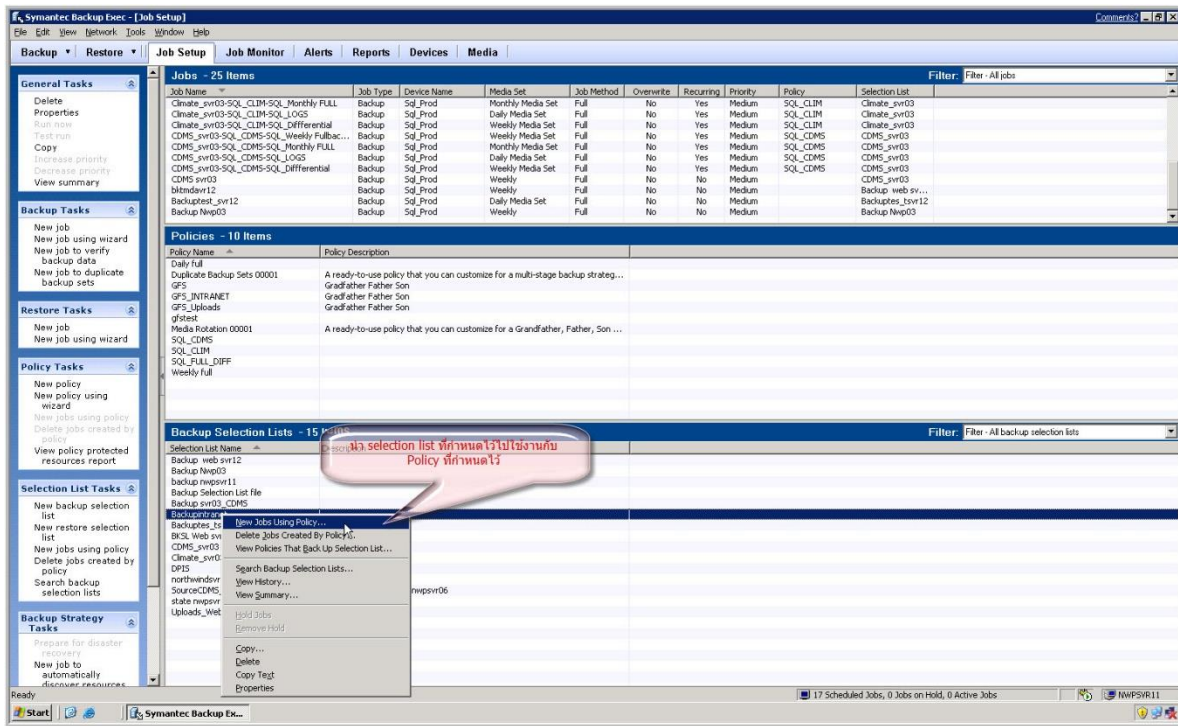 Symantec Backup Exec - [Job Setup]
Comments?
File Edit View Network Tools Window Help
Backup Restore Job Setup Job Monitor Alerts Reports Devices Media
General Tasks
Delete
Properties
Run now
Test run
Copy
Increase priority
Decrease priority
View summary
Backup Tasks
New job
New job using wizard
New job to verify
backup data
New job to duplicate
backup sets
Restore Tasks
New job
New job using wizard
Policy Tasks
New policy
New policy using
wizard
New jobs using policy
Delete jobs created by
policy
View policy protected
resources report
Selection List Tasks
New backup selection
list
New restore selection
list
New jobs using policy
Delete jobs created by
policy
Search backup
selection lists
Backup Strategy
Tasks
Prepare for disaster
recovery
New job to
automatically
discover resources
Jobs - 25 Items
Filter: Filter - All jobs
Job Name Job Type Device Name Media Set Job Method Overwrite Recurring Priority Policy Selection List
Climate_svr03-SQL_CLIM-SQL_Monthly FULL Backup Sql_Prod Monthly Media Set Full No Yes Medium SQL_CLIM Climate_svr03
Climate_svr03-SQL_CLIM-SQL_LOGS Backup Sql_Prod Daily Media Set Full No Yes Medium SQL_CLIM Climate_svr03
Climate_svr03-SQL_CLIM-SQL_Diffferential Backup Sql_Prod Weekly Media Set Full No Yes Medium SQL_CLIM Climate_svr03
CDMS_svr03-SQL_CDMS-SQL_Weekly Fullbac... Backup Sql_Prod Weekly Media Set Full No Yes Medium SQL_CDMS CDMS_svr03
CDMS_svr03-SQL_CDMS-SQL_Monthly FULL Backup Sql_Prod Monthly Media Set Full No Yes Medium SQL_CDMS CDMS_svr03
CDMS_svr03-SQL_CDMS-SQL_LOGS Backup Sql_Prod Daily Media Set Full No Yes Medium SQL_CDMS CDMS_svr03
CDMS_svr03-SQL_CDMS-SQL_Diffferential Backup Sql_Prod Weekly Media Set Full No Yes Medium SQL_CDMS CDMS_svr03
CDMS svr03 Backup Sql_Prod Weekly Full No No Medium CDMS_svr03
bktmdavr12 Backup Sql_Prod Weekly Full No No Medium Backup web sv...
Backuptest_svr12 Backup Sql_Prod Daily Media Set Full No No Medium Backuptes_tsvr12
Backup Nwp03 Backup Sql_Prod Weekly Full No No Medium Backup Nwp03
Policies - 10 Items
Policy Name Policy Description
Daily full
Duplicate Backup Sets 00001 A ready-to-use policy that you can customize for a multi-stage backup strateg...
GFS Gradfather Father Son
GFS_INTRANET Gradfather Father Son
GFS_Uploads Gradfather Father Son
gfstest
Media Rotation 00001 A ready-to-use policy that you can customize for a Grandfather, Father, Son ...
SQL_CDMS
SQL_CLIM
SQL_FULL_DIFF
Weekly full
Backup Selection Lists - 15 Items
Filter: Filter - All backup selection lists
Selection List Name Description
นำ selection list ที่กำหนดไว้ไปใช้งานกับ
Policy ที่กำหนดไว้
Backup web svr12
Backup Nwp03
backup nwpsvr11
Backup Selection List file
Backup svr03_CDMS
Backupintrane
Backuptes_ts
BKSL Web svr
CDMS_svr03
Climate_svr0
DPIS
northwindsvr
SourceCDMS_ nwpsvr06
state nwpsvr
Uploads_Web
New Jobs Using Policy...
Delete Jobs Created By Policy...
View Policies That Back Up Selection List...
Search Backup Selection Lists...
View History...
View Summary...
Hold Jobs
Remove Hold
Copy...
Delete
Copy Text
Properties
Ready
17 Scheduled Jobs, 0 Jobs on Hold, 0 Active Jobs
NWPSVR11
Start
Symantec Backup Ex...